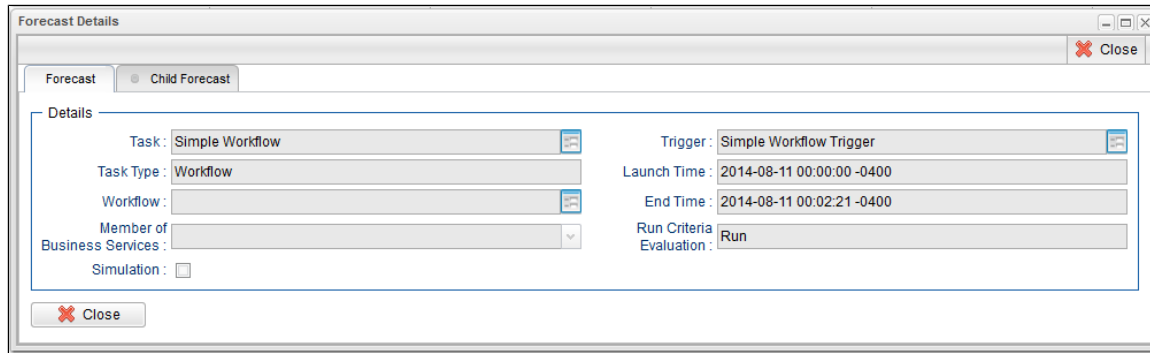 Forecast Details
Close
Forecast
Child Forecast
Details
Task : Simple Workflow
Trigger : Simple Workflow Trigger
Task Type : Workflow
Launch Time : 2014-08-11 00:00:00 -0400
Workflow :
End Time : 2014-08-11 00:02:21 -0400
Member of
Business Services :
Run Criteria
Evaluation : Run
Simulation :
Close